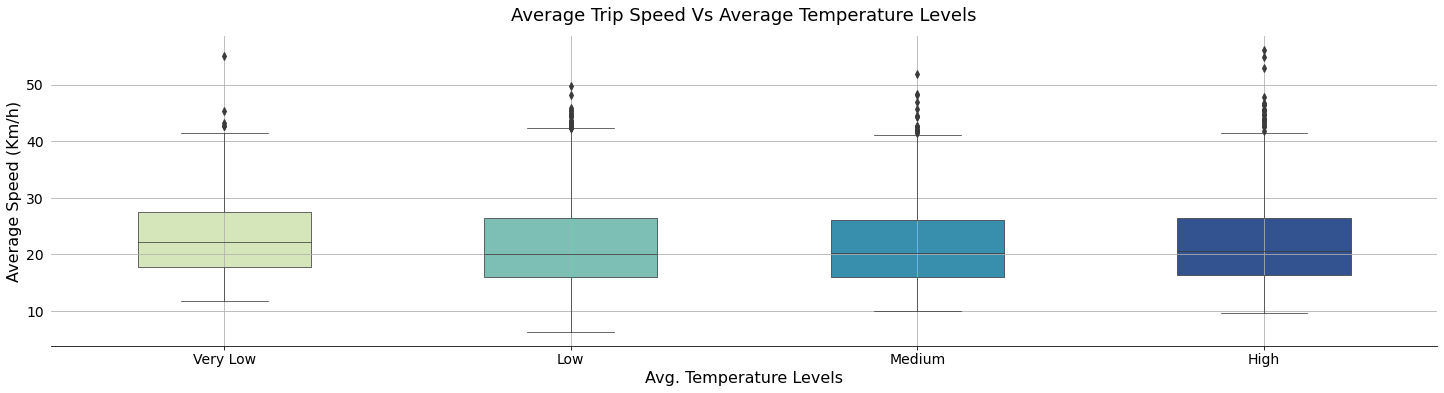 Average Trip Speed Vs Average Temperature Levels
Average Speed (Km/h)
50
40
30
20
10
Very Low
Low
Medium
High
Avg. Temperature Levels